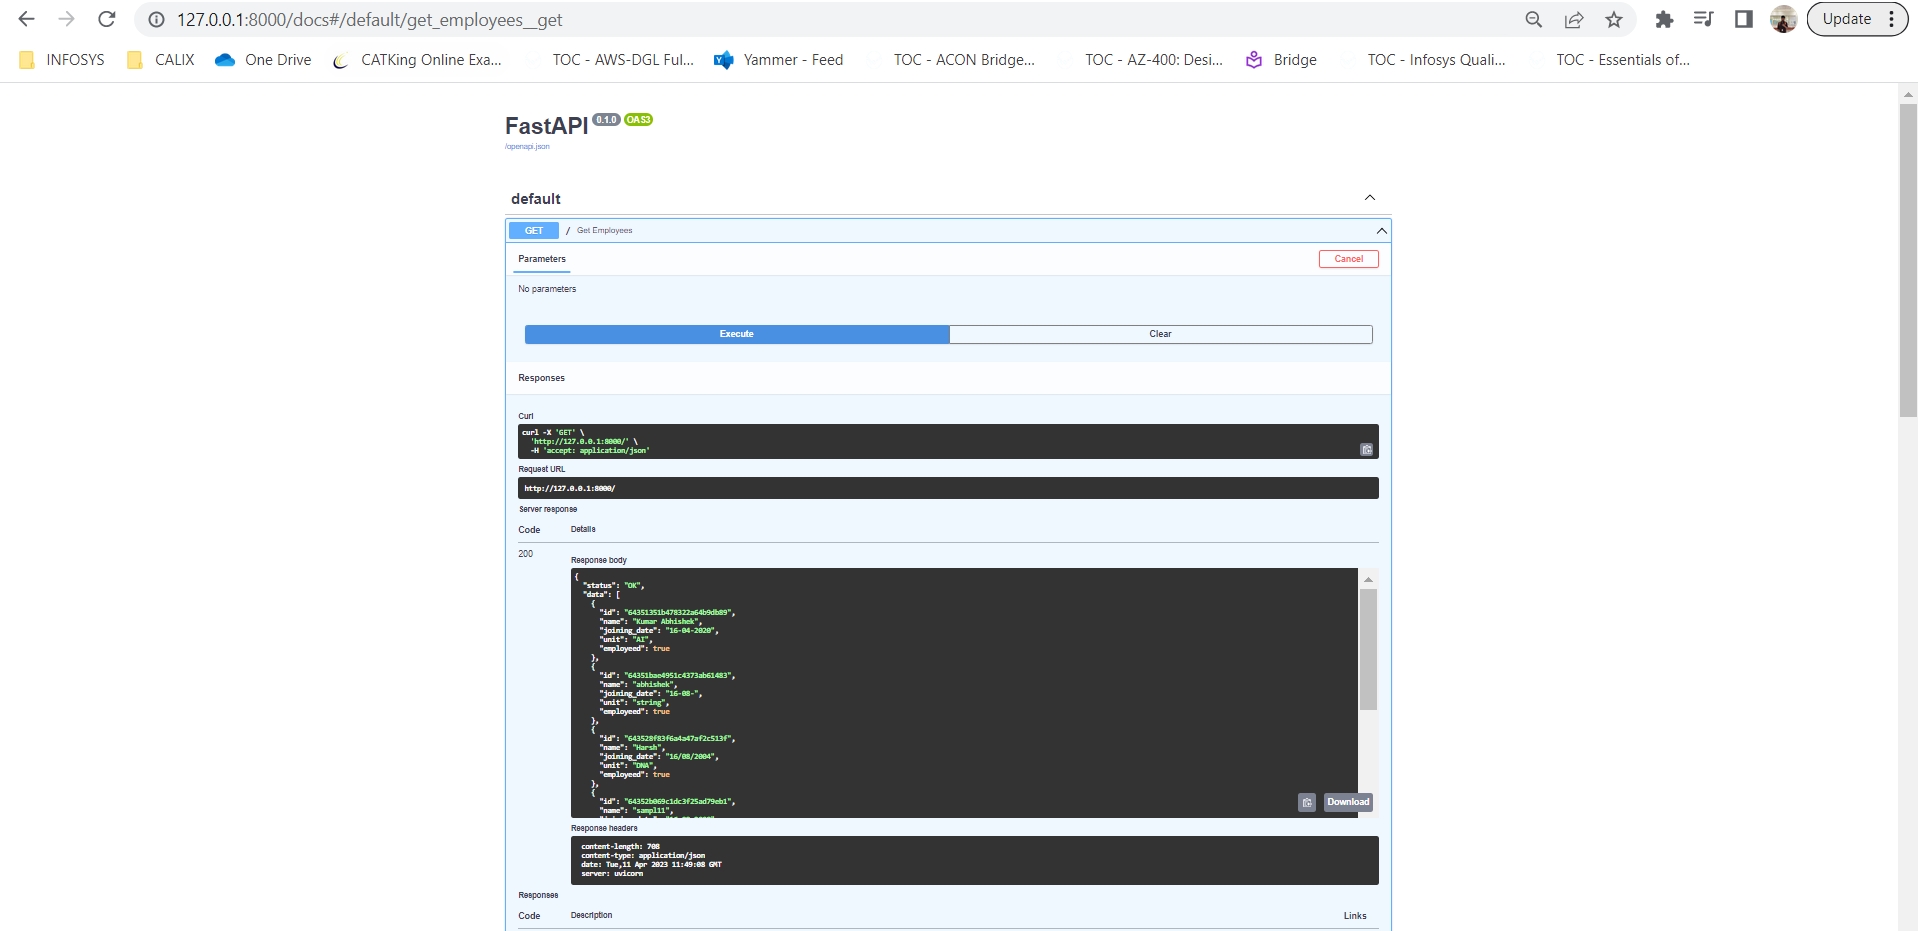 127.0.0.1:8000/docs#/default/get_employees__get
Update
INFOSYS
CALIX
One Drive
CATKing Online Exa...
TOC - AWS-DGL Ful...
Yammer - Feed
TOC - ACON Bridge...
TOC - AZ-400: Desi...
Bridge
TOC - Infosys Quali...
TOC - Essentials of...
FastAPI 0.1.0 OAS3
/openapi.json
default
GET / Get Employees
Parameters
Cancel
No parameters
Execute
Clear
Responses
Curl
curl -X 'GET' \
'http://127.0.0.1:8000/' \
-H 'accept: application/json'
Request URL
http://127.0.0.1:8000/
Server response
Code Details
200
Response body
{
"status": "OK",
"data": [
{
"id": "64351351b478322a64b9db89",
"name": "Kumar Abhishek",
"joining_date": "16-04-2020",
"unit": "AI",
"employeed": true
},
{
"id": "64351bae4951c4373ab61483",
"name": "abhishek",
"joining_date": "16-08-",
"unit": "string",
"employeed": true
},
{
"id": "643528f83f6a4a47af2c513f",
"name": "Harsh",
"joining_date": "16/08/2004",
"unit": "DNA",
"employeed": true
},
{
"id": "64352b069c1dc3f25ad79eb1",
"name": "sampl11",
Download
Response headers
content-length: 708
content-type: application/json
date: Tue,11 Apr 2023 11:49:08 GMT
server: uvicorn
Responses
Code Description Links